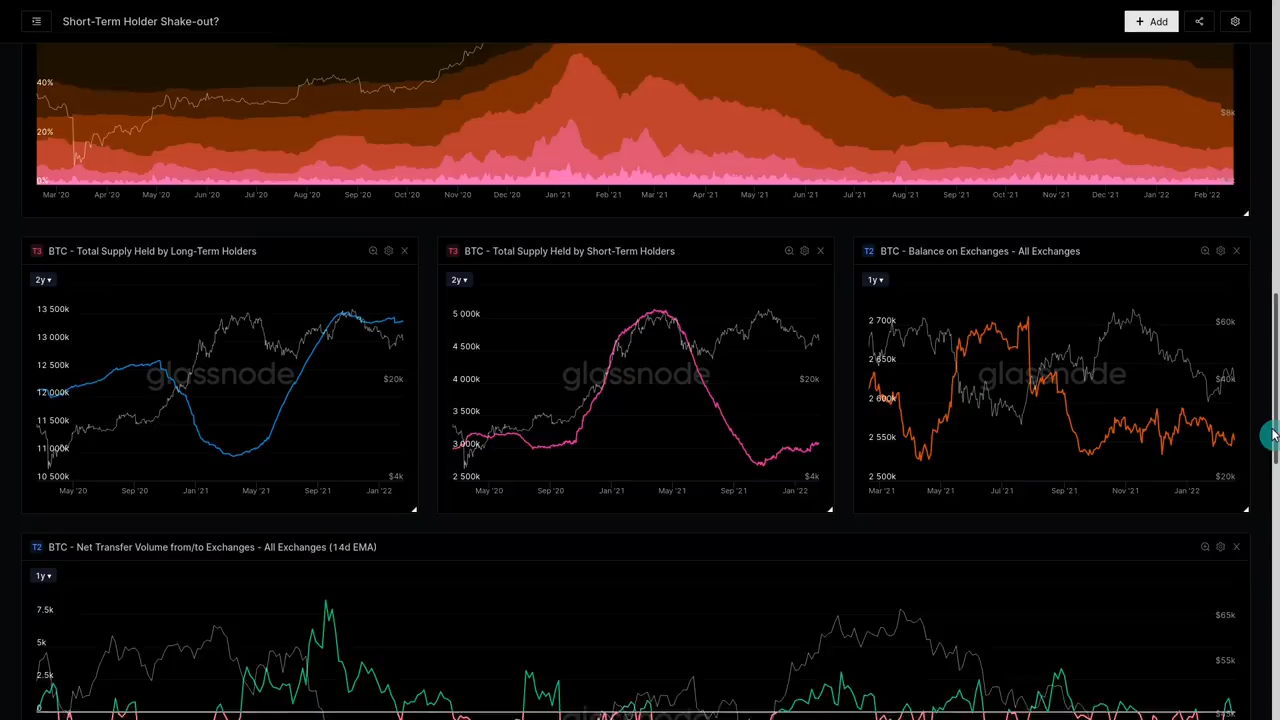 Short-Term Holder Shake-out?
+ Add
40%
20%
0%
$8k
Mar '20 Apr '20 May '20 Jun '20 Jul '20 Aug '20 Sep '20 Oct '20 Nov '20 Dec '20 Jan '21 Feb '21 Mar '21 Apr '21 May '21 Jun '21 Jul '21 Aug '21 Sep '21 Oct '21 Nov '21 Dec '21 Jan '22 Feb '22
T3 BTC - Total Supply Held by Long-Term Holders
2y
13 500k
13 000k
12 500k
12 000k
11 500k
11 000k
10 500k
glassnode
$20k
$4k
May '20 Sep '20 Jan '21 May '21 Sep '21 Jan '22
T3 BTC - Total Supply Held by Short-Term Holders
2y
5 000k
4 500k
4 000k
3 500k
3 000k
2 500k
glassnode
$20k
$4k
May '20 Sep '20 Jan '21 May '21 Sep '21 Jan '22
T2 BTC - Balance on Exchanges - All Exchanges
1y
2 700k
2 650k
2 600k
2 550k
2 500k
glassnode
$60k
$40k
$20k
Mar '21 May '21 Jul '21 Sep '21 Nov '21 Jan '22
T2 BTC - Net Transfer Volume from/to Exchanges - All Exchanges (14d EMA)
1y
7.5k
5k
2.5k
0
$65k
$55k